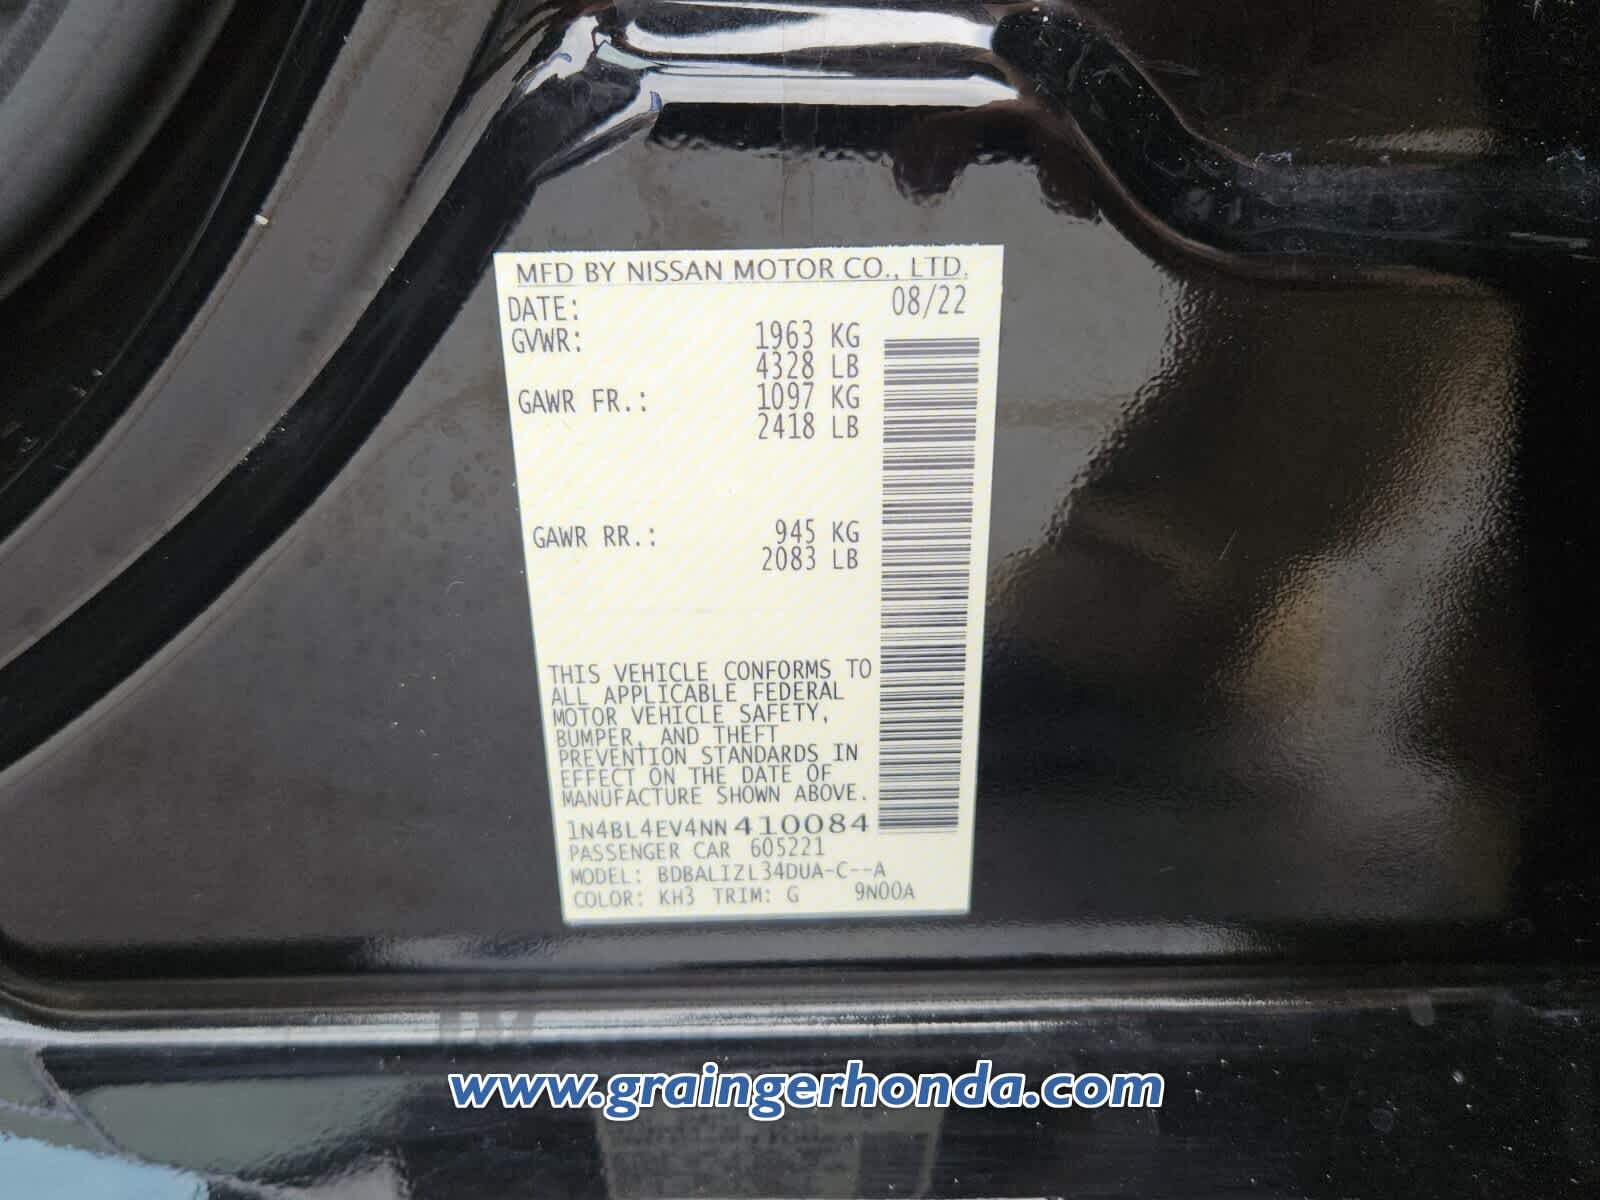 MFD BY NISSAN MOTOR CO., LTD.
DATE: 08/22
GVWR: 1963 KG
4328 LB
GAWR FR.: 1097 KG
2418 LB
GAWR RR.: 945 KG
2083 LB
THIS VEHICLE CONFORMS TO
ALL APPLICABLE FEDERAL
MOTOR VEHICLE SAFETY,
BUMPER, AND THEFT
PREVENTION STANDARDS IN
EFFECT ON THE DATE OF
MANUFACTURE SHOWN ABOVE.
1N4BL4EV4NN410084
PASSENGER CAR 605221
MODEL: BDBALIZL34DUA-C--A
COLOR: KH3 TRIM: G 9N00A
www.graingerhonda.com